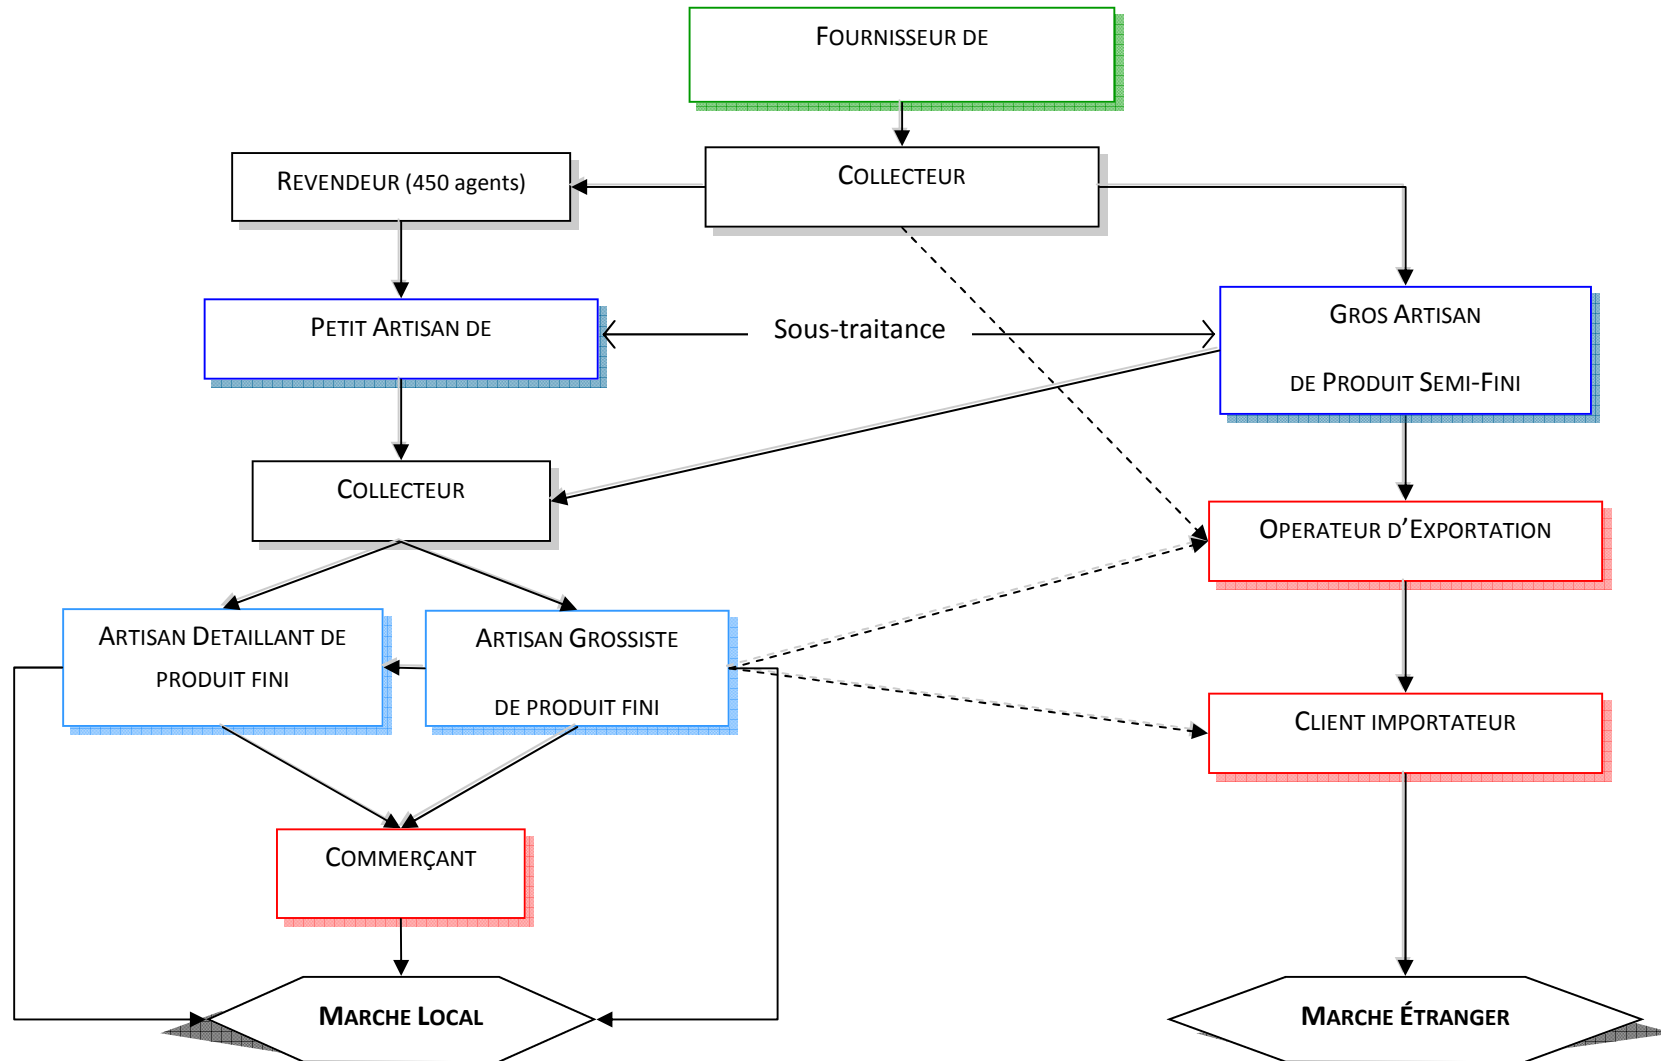 FOURNISSEUR DE
REVENDEUR (450 agents)
COLLECTEUR
PETIT ARTISAN DE
Sous-traitance
GROS ARTISAN
DE PRODUIT SEMI-FINI
COLLECTEUR
OPERATEUR D’EXPORTATION
ARTISAN DETAILLANT DE
PRODUIT FINI
ARTISAN GROSSISTE
DE PRODUIT FINI
CLIENT IMPORTATEUR
COMMERÇANT
MARCHE LOCAL
MARCHE ÉTRANGER